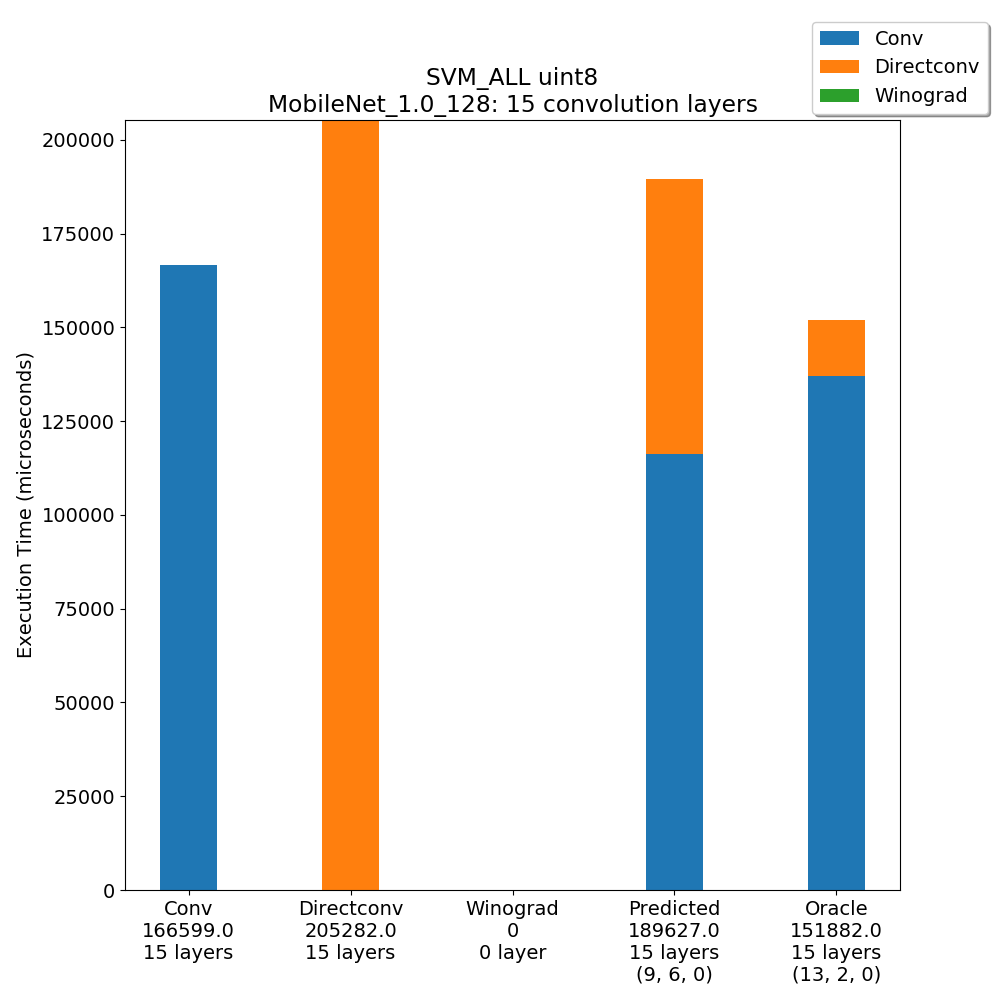 Conv
Directconv
Winograd
SVM_ALL uint8
MobileNet_1.0_128: 15 convolution layers
Execution Time (microseconds)
200000
175000
150000
125000
100000
75000
50000
25000
0
Conv Directconv Winograd Predicted Oracle
166599.0 205282.0 0 189627.0 151882.0
15 layers 15 layers 0 layer 15 layers 15 layers
(9, 6, 0) (13, 2, 0)